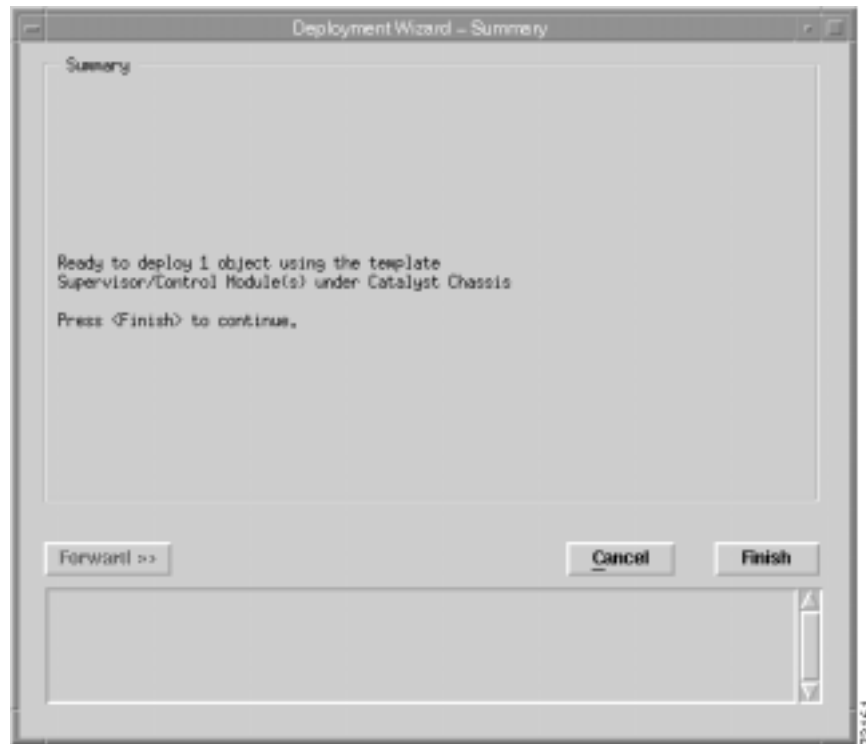 Deployment Wizard – Summary
Summary
Ready to deploy 1 object using the template
Supervisor/Control Module(s) under Catalyst Chassis
Press <Finish> to continue.
Forward >>
Cancel
Finish